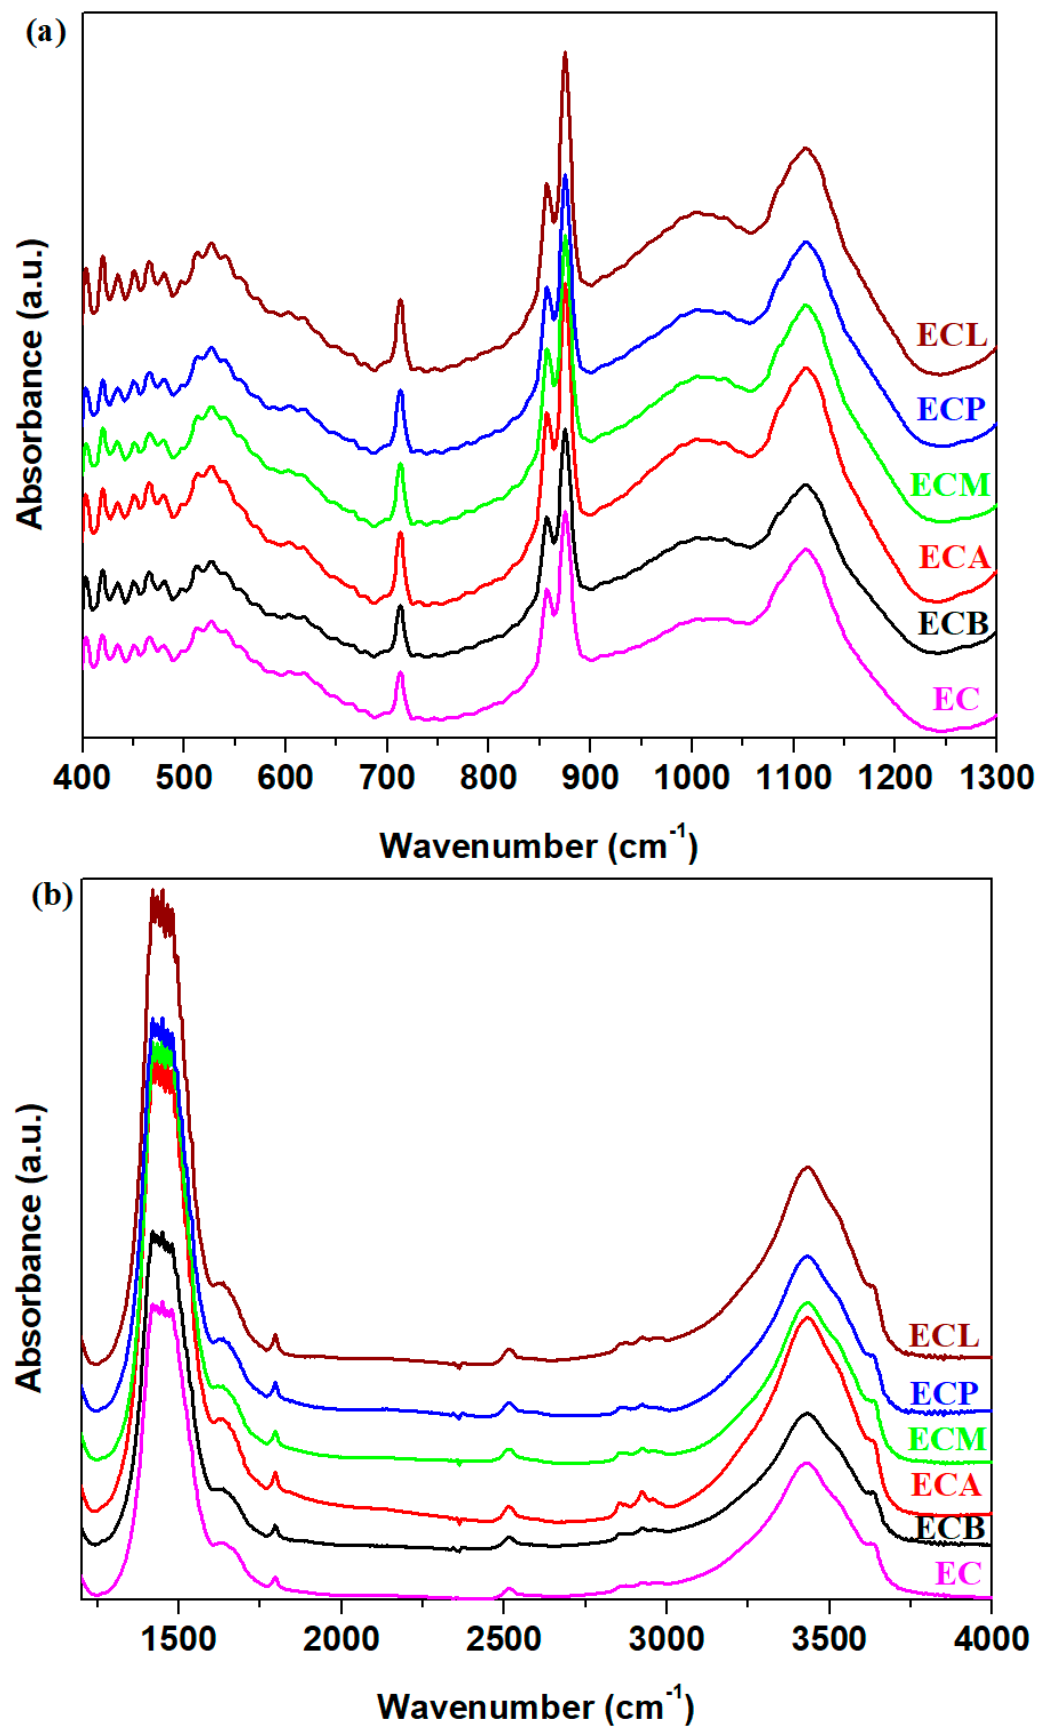 (a)
Absorbance (a.u.)
ECL
ECP
ECM
ECA
ECB
EC
400 500 600 700 800 900 1000 1100 1200 1300
Wavenumber (cm⁻¹)
(b)
Absorbance (a.u.)
ECL
ECP
ECM
ECA
ECB
EC
1500 2000 2500 3000 3500 4000
Wavenumber (cm⁻¹)